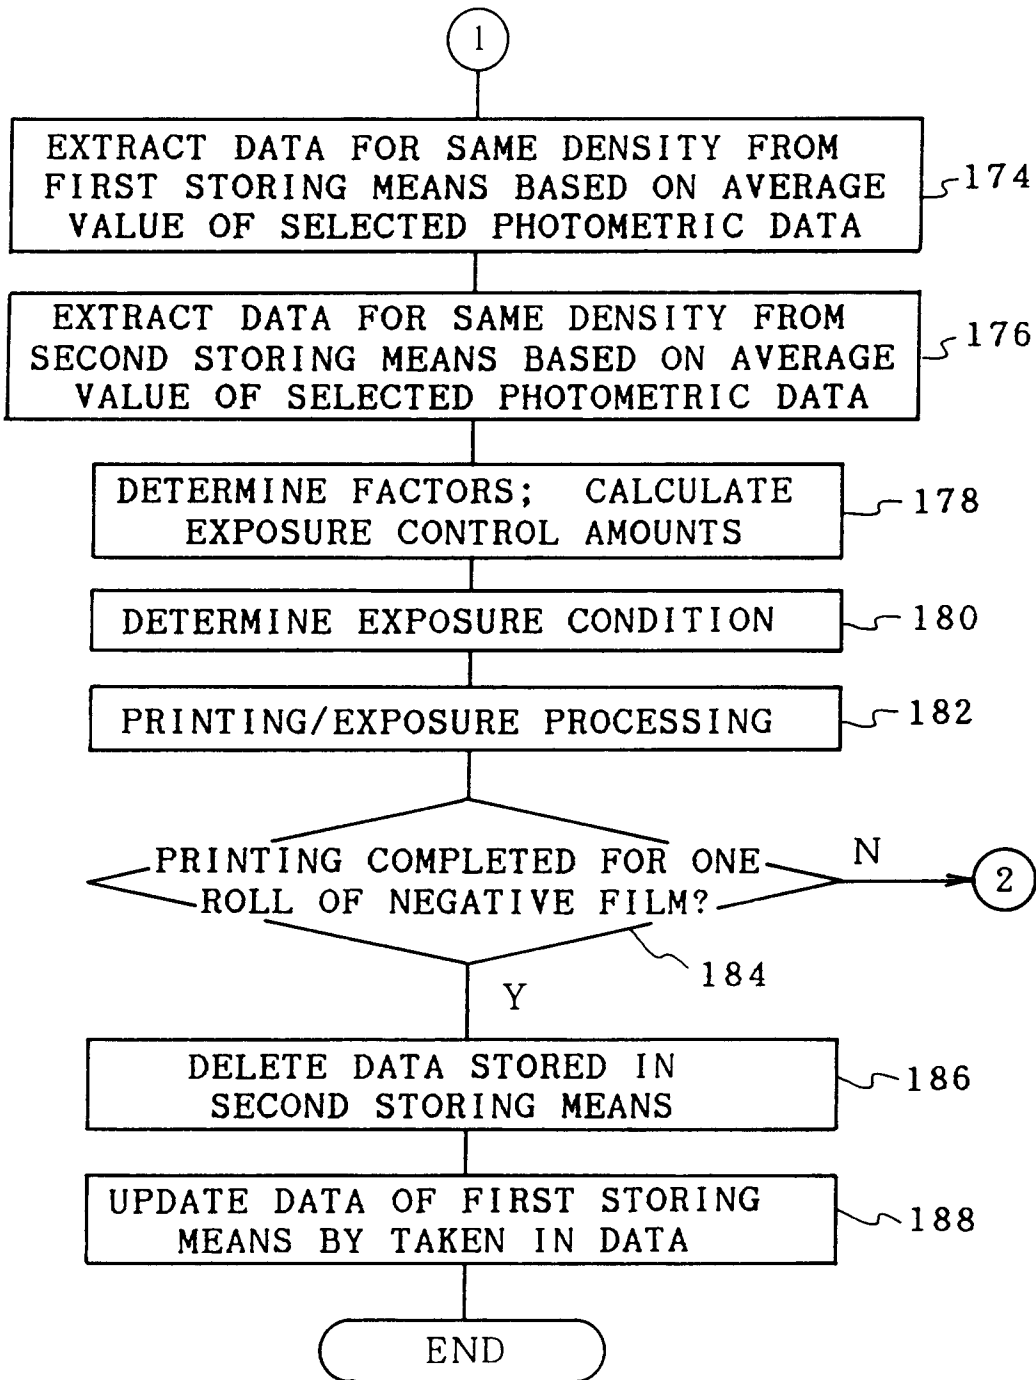 1
EXTRACT DATA FOR SAME DENSITY FROM
FIRST STORING MEANS BASED ON AVERAGE
VALUE OF SELECTED PHOTOMETRIC DATA
174
EXTRACT DATA FOR SAME DENSITY FROM
SECOND STORING MEANS BASED ON AVERAGE
VALUE OF SELECTED PHOTOMETRIC DATA
176
DETERMINE FACTORS; CALCULATE
EXPOSURE CONTROL AMOUNTS
178
DETERMINE EXPOSURE CONDITION
180
PRINTING/EXPOSURE PROCESSING
182
PRINTING COMPLETED FOR ONE
ROLL OF NEGATIVE FILM?
N
2
184
Y
DELETE DATA STORED IN
SECOND STORING MEANS
186
UPDATE DATA OF FIRST STORING
MEANS BY TAKEN IN DATA
188
END